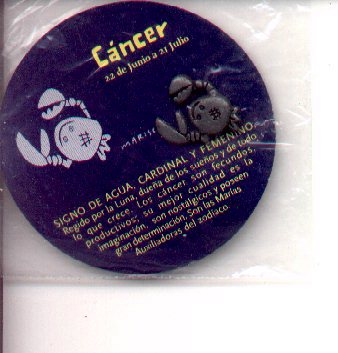 Cáncer
22 de Junio a 21 Julio
MARISE
SIGNO DE AGUA, CARDINAL Y FEMENINO
Regido por la Luna, dueña de los sueños y de todo
lo que crece. Los cáncer son fecundos,
productivos; su mejor cualidad es la
imaginación, son nostálgicos y poseen
gran determinación. Son las Marías
Auxiliadoras del zodíaco.